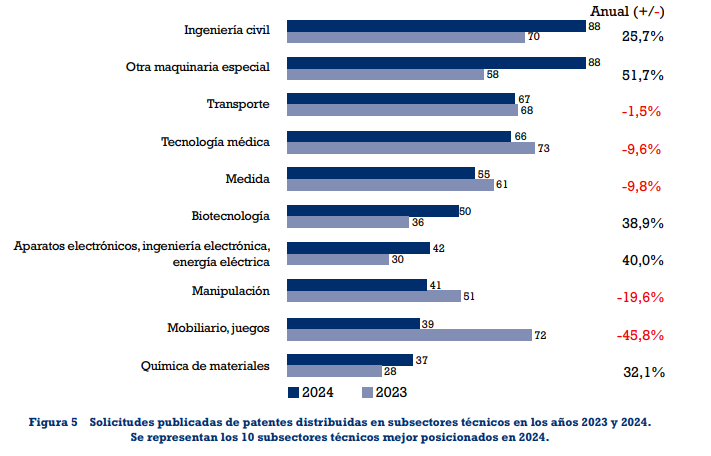 Anual (+/-)
Ingeniería civil 88 70 25,7%
Otra maquinaria especial 88 58 51,7%
Transporte 67 68 -1,5%
Tecnología médica 66 73 -9,6%
Medida 55 61 -9,8%
Biotecnología 50 36 38,9%
Aparatos electrónicos, ingeniería electrónica,
energía eléctrica 42 30 40,0%
Manipulación 41 51 -19,6%
Mobiliario, juegos 39 72 -45,8%
Química de materiales 37 28 32,1%
2024 2023
Figura 5 Solicitudes publicadas de patentes distribuidas en subsectores técnicos en los años 2023 y 2024.
Se representan los 10 subsectores técnicos mejor posicionados en 2024.